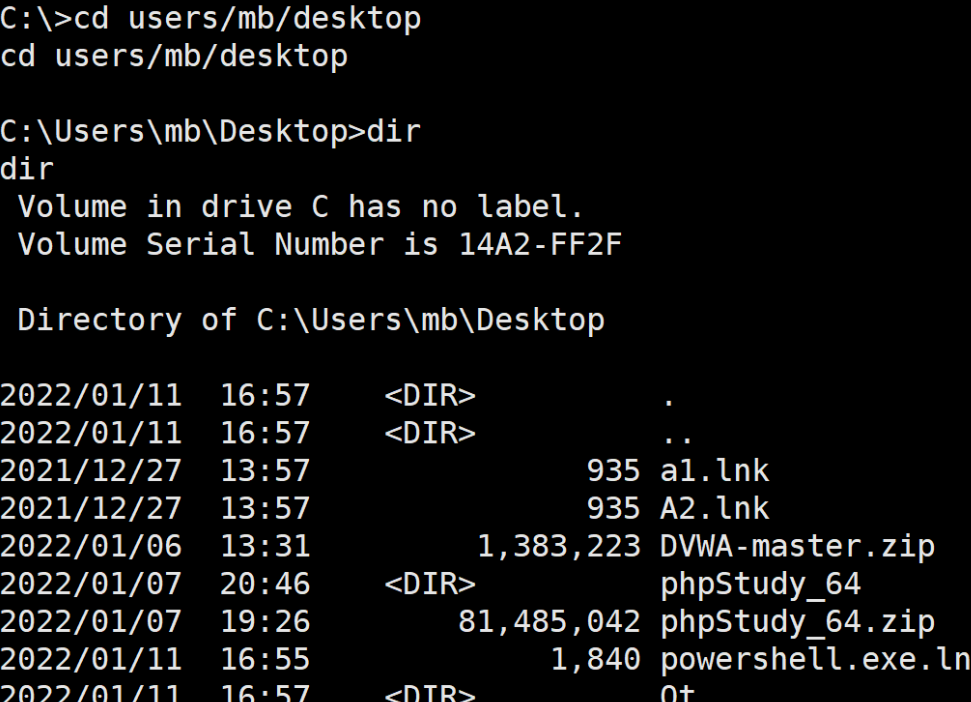 C:\>cd users/mb/desktop
cd users/mb/desktop
C:\Users\mb\Desktop>dir
dir
Volume in drive C has no label.
Volume Serial Number is 14A2-FF2F
Directory of C:\Users\mb\Desktop
2022/01/11  16:57    <DIR>          .
2022/01/11  16:57    <DIR>          ..
2021/12/27  13:57               935 a1.lnk
2021/12/27  13:57               935 A2.lnk
2022/01/06  13:31         1,383,223 DVWA-master.zip
2022/01/07  20:46    <DIR>          phpStudy_64
2022/01/07  19:26        81,485,042 phpStudy_64.zip
2022/01/11  16:55             1,840 powershell.exe.ln
2022/01/11  16:57    <DIR>